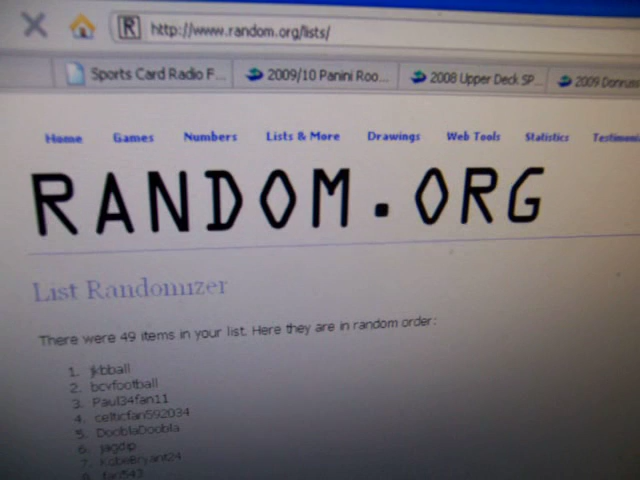 R http://www.random.org/lists/
Sports Card Radio F... 2009/10 Panini Roo... 2008 Upper Deck SP... 2009 Donruss
Home Games Numbers Lists & More Drawings Web Tools Statistics Testimoni
RANDOM.ORG
List Randomizer
There were 49 items in your list. Here they are in random order:
1. jkbball
2. bcvfootball
3. Paul34fan11
4. celticfan592034
5. DooblaDoobla
6. jagdip
7. KobeBryant24